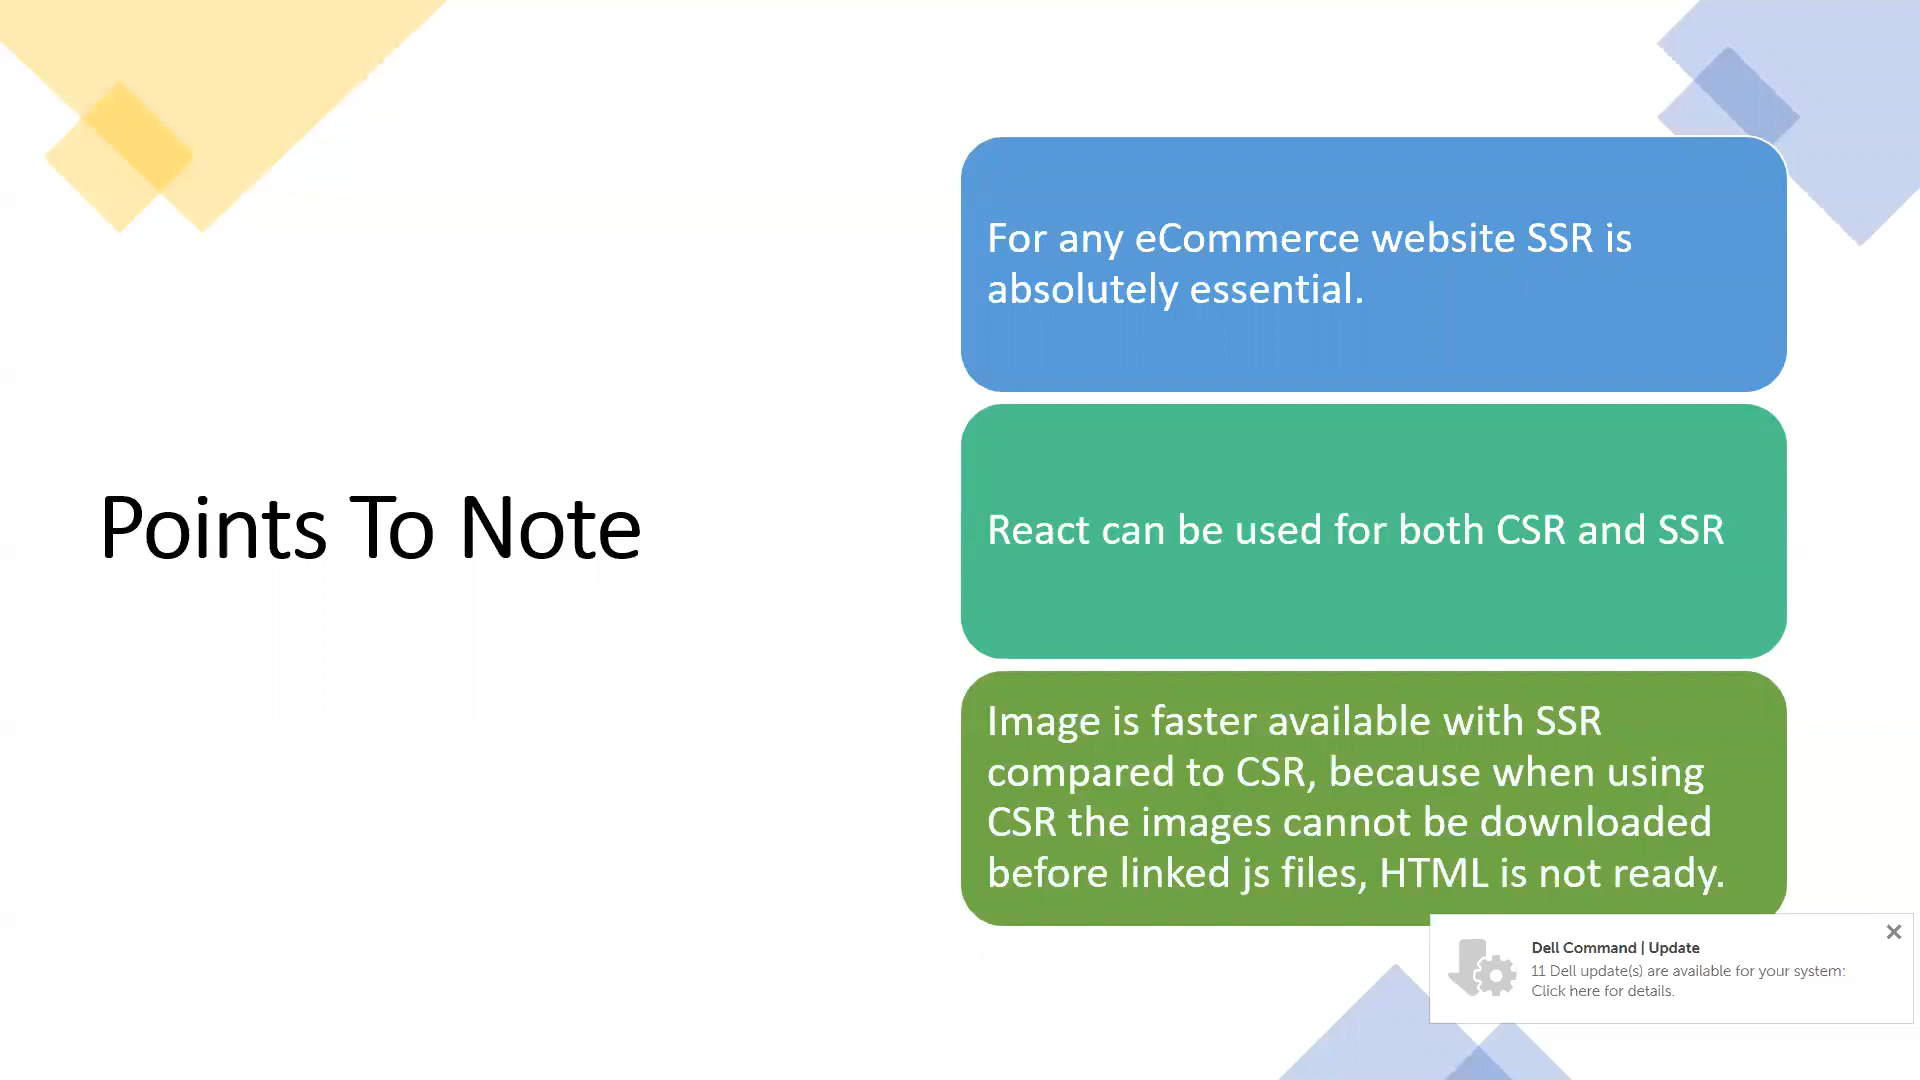 Points To Note
For any eCommerce website SSR is
absolutely essential.
React can be used for both CSR and SSR
Image is faster available with SSR
compared to CSR, because when using
CSR the images cannot be downloaded
before linked js files, HTML is not ready.
Dell Command | Update
11 Dell update(s) are available for your system:
Click here for details.